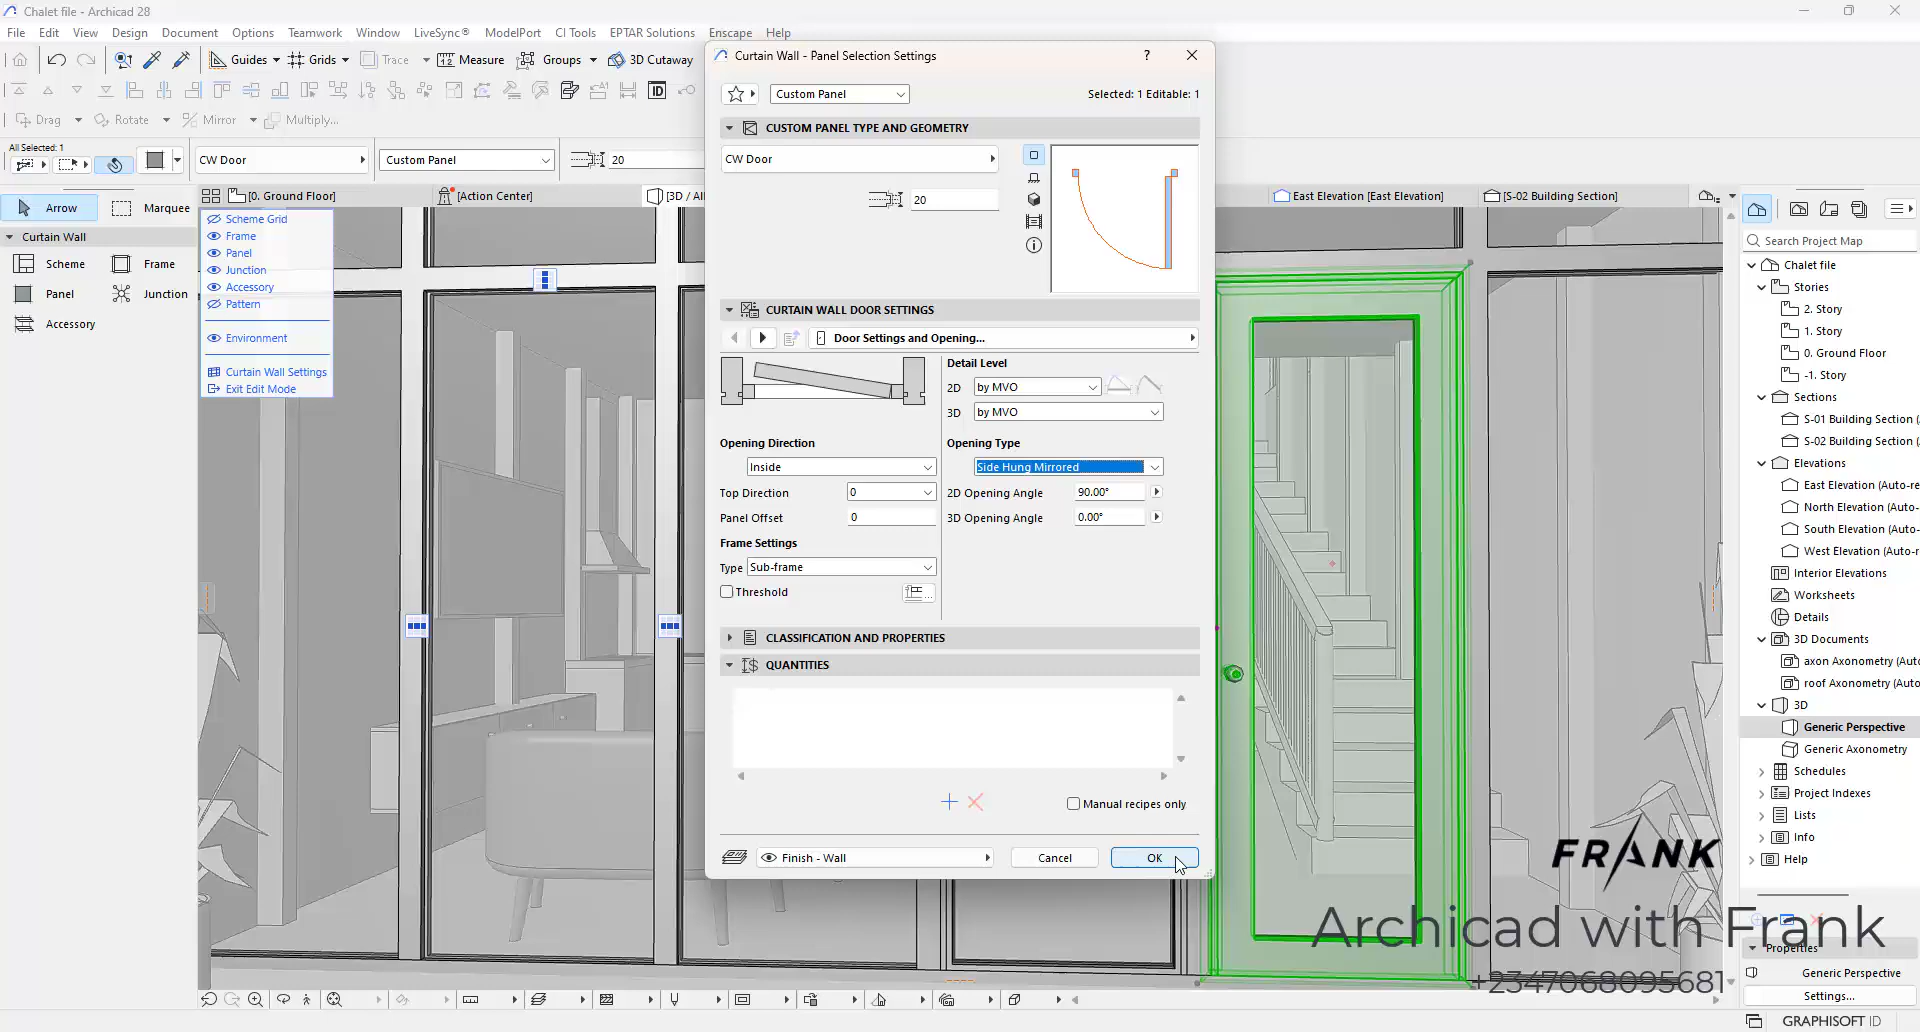 Chalet file - Archicad 28
File Edit View Design Document Options Teamwork Window LiveSync® ModelPort CI Tools EPTAR Solutions Enscape Help
Guides Grids Trace Measure Groups 3D Cutaway
ID
Drag Rotate Mirror Multiply...
All Selected: 1
CW Door Custom Panel 20
Arrow Marquee
[0. Ground Floor] [Action Center] [3D / All East Elevation [East Elevation] [S-02 Building Section]
Curtain Wall
Scheme Frame
Panel Junction
Accessory
Scheme Grid
Frame
Panel
Junction
Accessory
Pattern
Environment
Curtain Wall Settings
Exit Edit Mode
Curtain Wall - Panel Selection Settings ?
Custom Panel Selected: 1 Editable: 1
CUSTOM PANEL TYPE AND GEOMETRY
CW Door
20
CURTAIN WALL DOOR SETTINGS
Door Settings and Opening...
Detail Level
2D by MVO
3D by MVO
Opening Direction Opening Type
Inside Side Hung Mirrored
Top Direction 0 2D Opening Angle 90.00°
Panel Offset 0 3D Opening Angle 0.00°
Frame Settings
Type Sub-frame
Threshold
CLASSIFICATION AND PROPERTIES
QUANTITIES
Manual recipes only
Finish - Wall Cancel OK
Search Project Map
Chalet file
Stories
2. Story
1. Story
0. Ground Floor
-1. Story
Sections
S-01 Building Section (
S-02 Building Section (
Elevations
East Elevation (Auto-re
North Elevation (Auto-
South Elevation (Auto-
West Elevation (Auto-r
Interior Elevations
Worksheets
Details
3D Documents
axon Axonometry (Auto
roof Axonometry (Auto
3D
Generic Perspective
Generic Axonometry
Schedules
Project Indexes
Lists
Info
Help
FRANK
Archicad with Frank
+2347068095681
Properties
Generic Perspective
Settings...
GRAPHISOFT ID